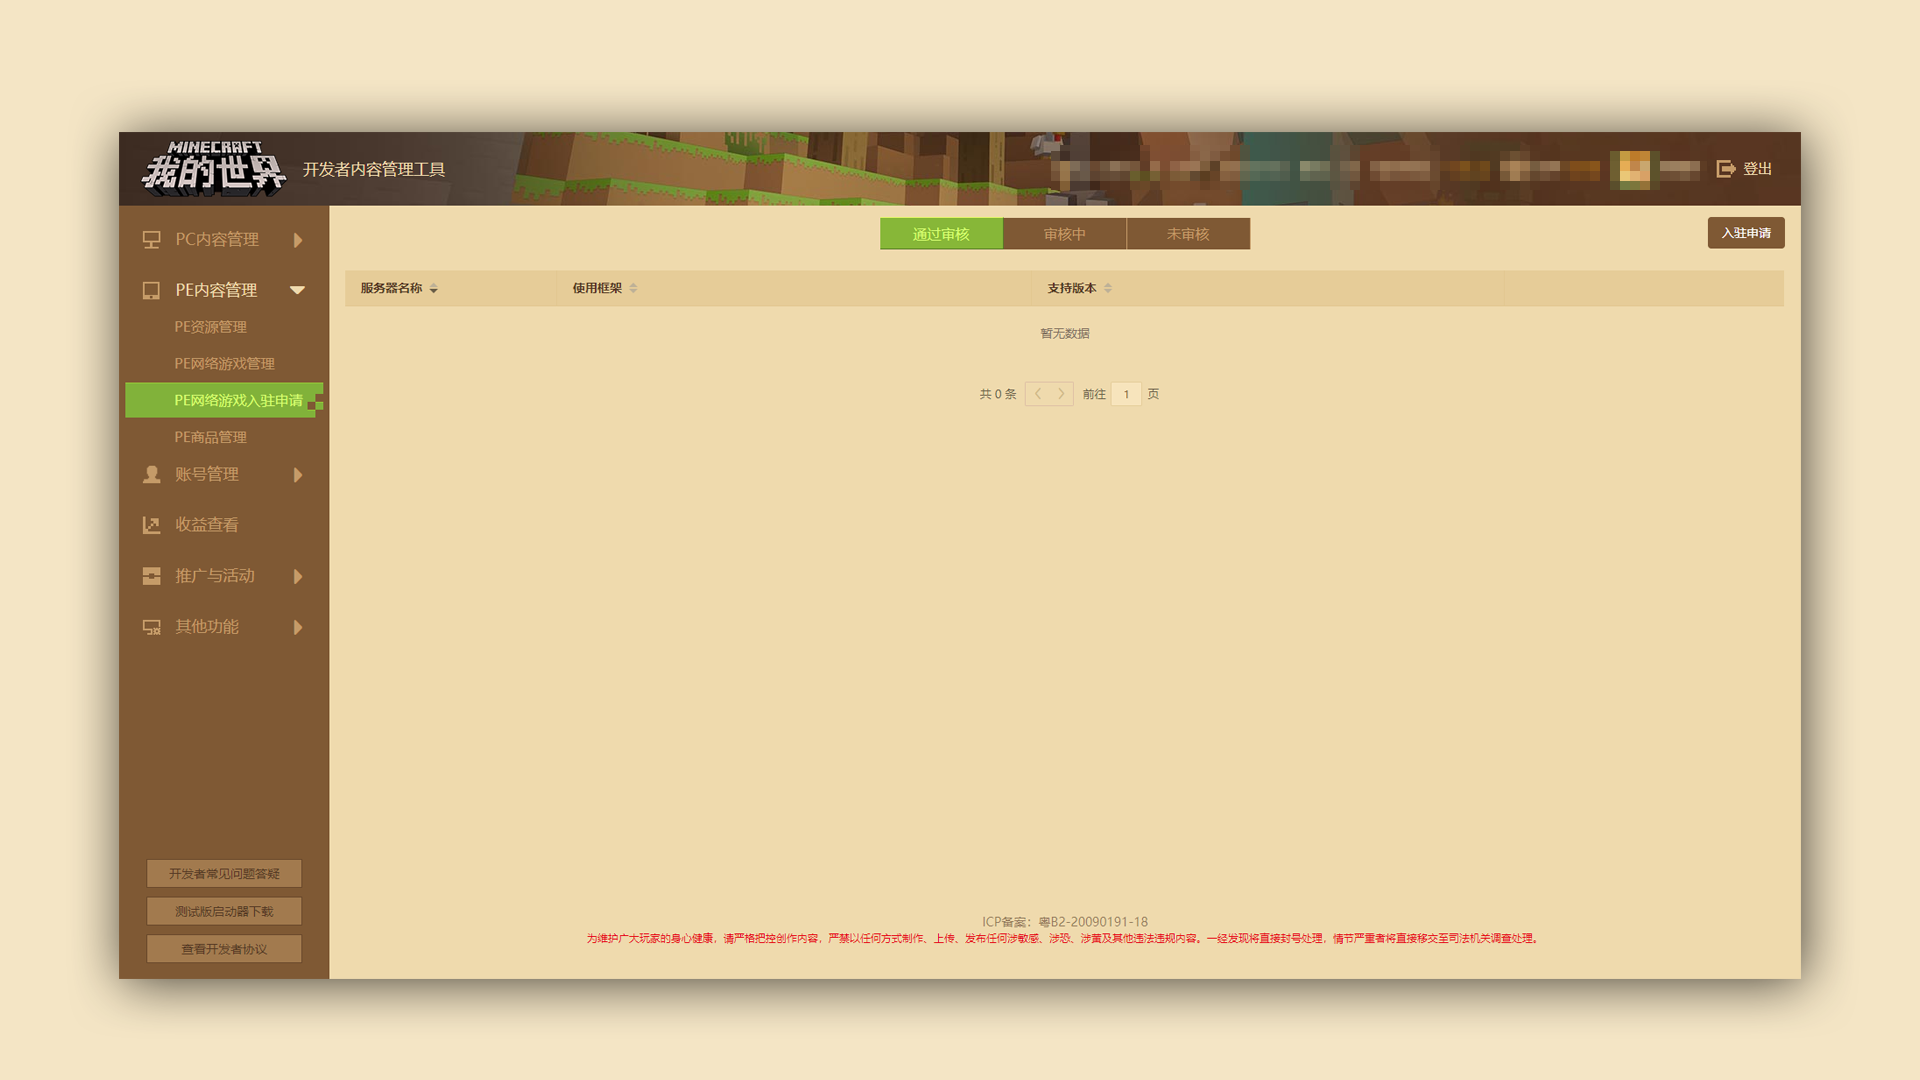 MINECRAFT
我的世界
开发者内容管理工具
登出
PC内容管理
PE内容管理
PE资源管理
PE网络游戏管理
PE网络游戏入驻申请
PE商品管理
账号管理
收益查看
推广与活动
其他功能
开发者常见问题答疑
测试版启动器下载
查看开发者协议
通过审核 审核中 未审核
入驻申请
服务器名称 使用框架 支持版本
暂无数据
共 0 条 前往 1 页
ICP备案：粤B2-20090191-18
为维护广大玩家的身心健康，请严格把控创作内容，严禁以任何方式制作、上传、发布任何涉敏感、涉恐、涉黄及其他违法违规内容。一经发现将直接封号处理，情节严重者将直接移交至司法机关调查处理。